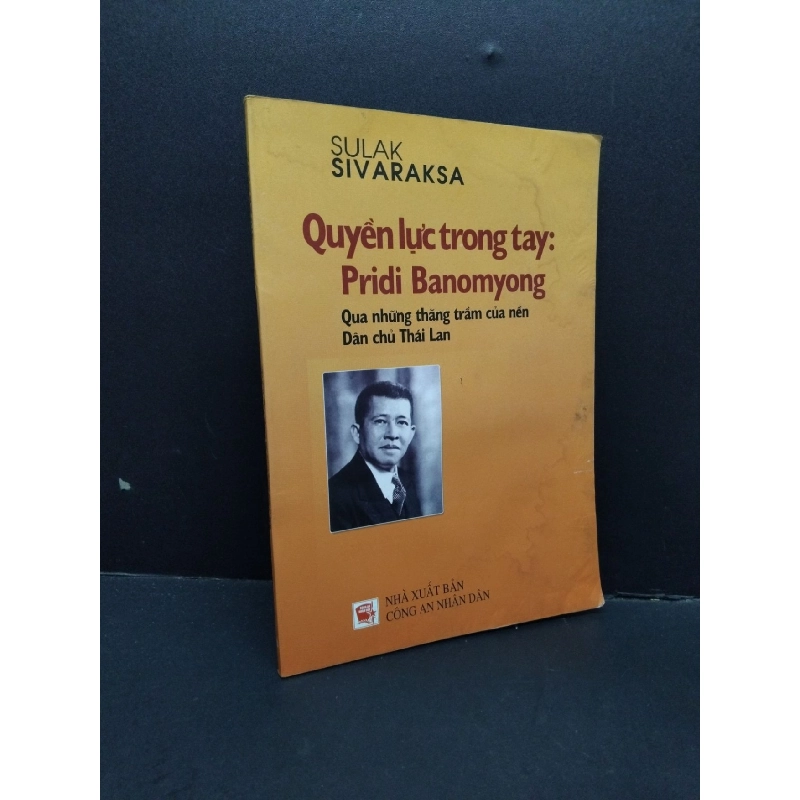 SULAK
SIVARAKSA
Quyền lực trong tay:
Pridi Banomyong
Qua những thăng trầm của nền
Dân chủ Thái Lan
NHÀ XUẤT BẢN
CÔNG AN NHÂN DÂN